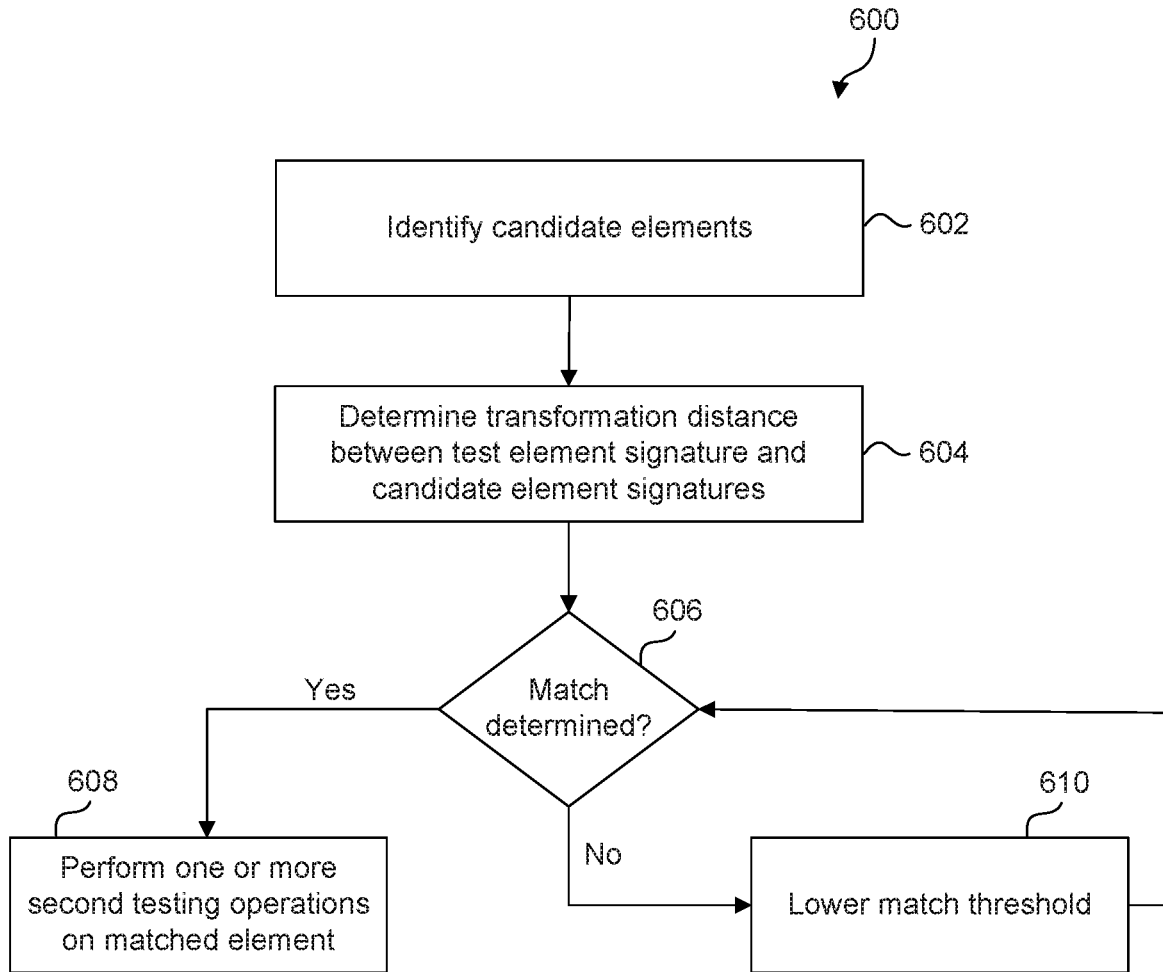 600
Identify candidate elements
602
Determine transformation distance
between test element signature and
candidate element signatures
604
606
Match
determined?
Yes
608
Perform one or more
second testing operations
on matched element
No
610
Lower match threshold